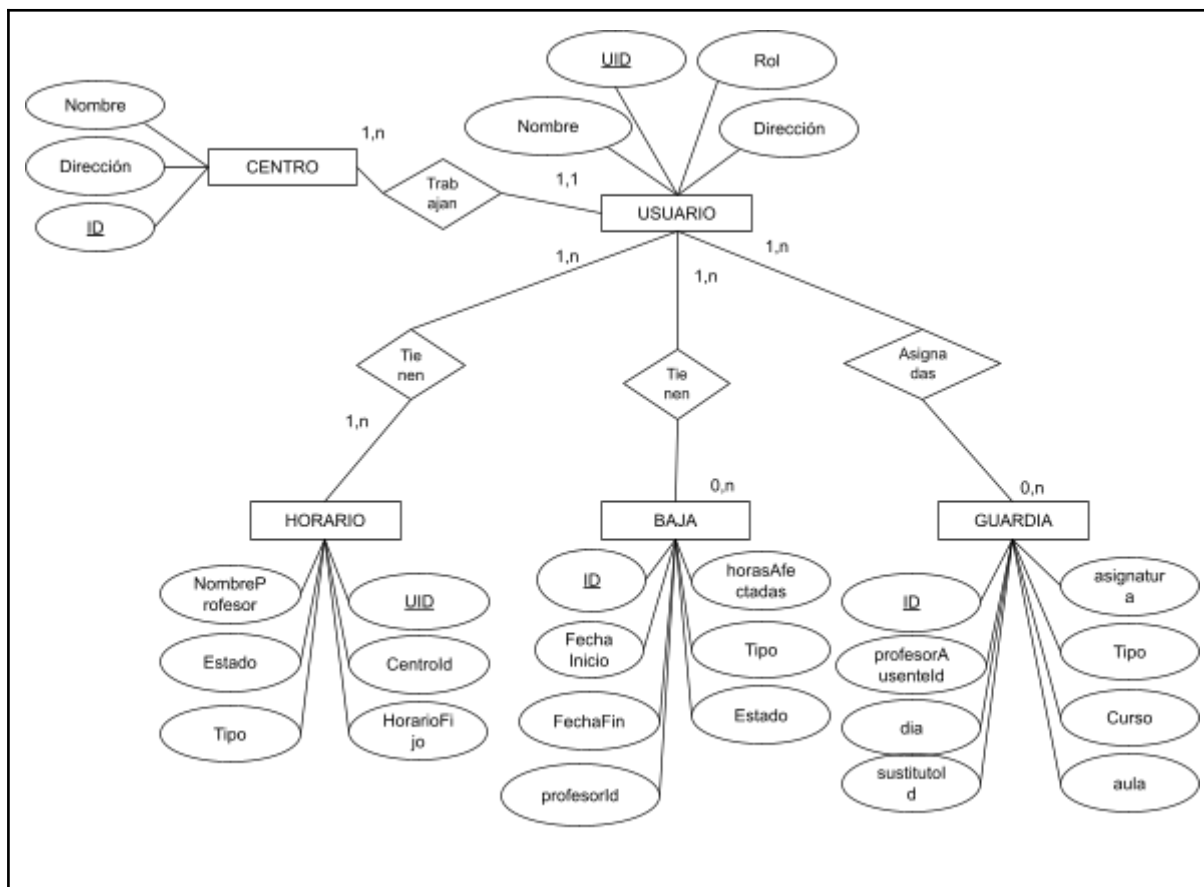 UID
Rol
Nombre
Nombre
Dirección
1,n
Dirección
CENTRO
Trab
ajan
1,1
ID
USUARIO
1,n
1,n
1,n
Tie
nen
Tie
nen
Asigna
das
1,n
0,n
0,n
HORARIO
BAJA
GUARDIA
NombreP
rofesor
UID
Estado
CentroId
Tipo
HorarioFi
jo
ID
horasAfe
ctadas
Fecha
Inicio
Tipo
FechaFin
Estado
profesorId
ID
asignatur
a
profesorA
usenteId
Tipo
dia
Curso
sustitutoI
d
aula